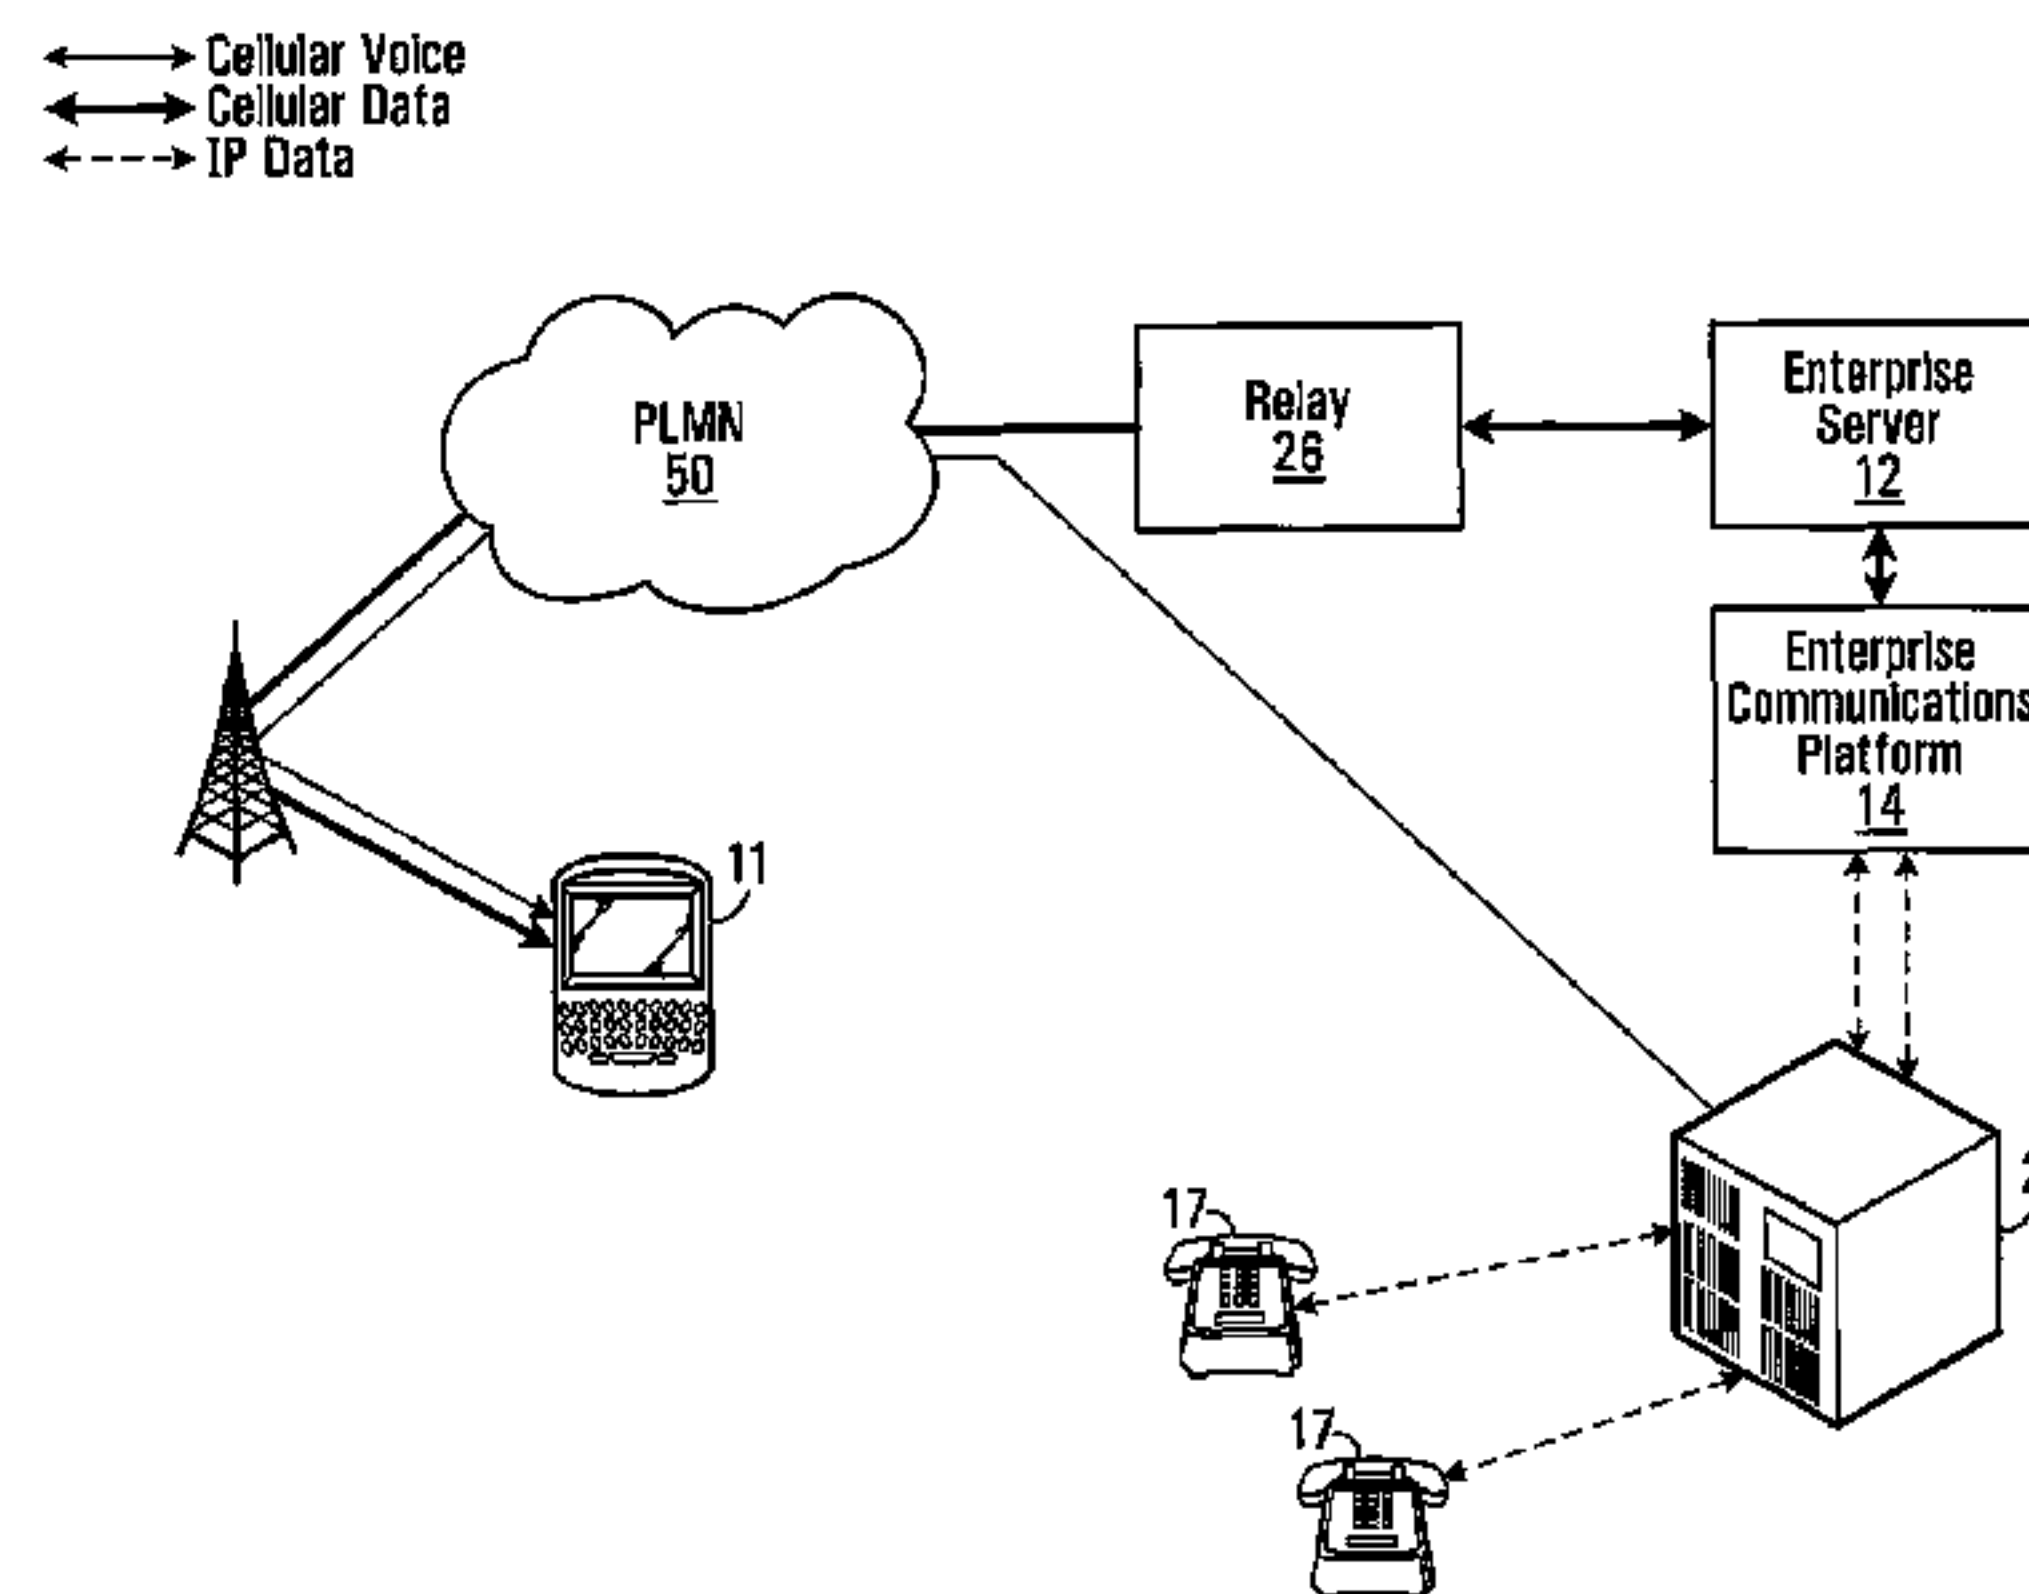 Cellular Voice
Cellular Data
IP Data
PLMN
50
Relay
26
Enterprise
Server
12
Enterprise
Communications
Platform
14
11
17
17